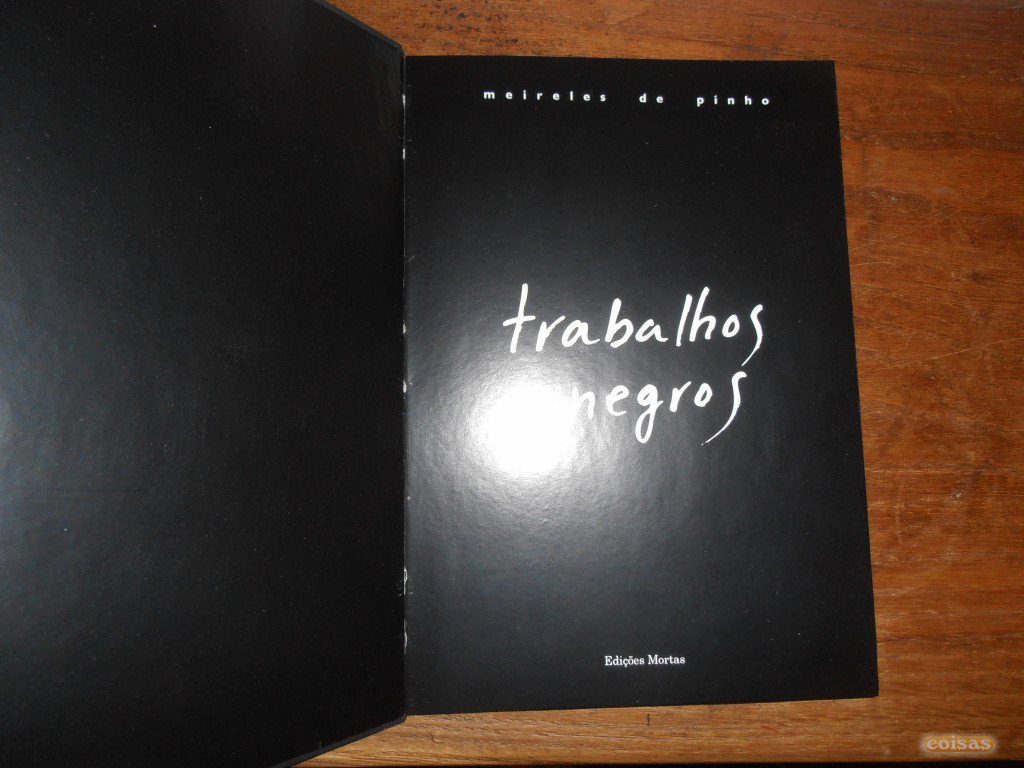 meireles de pinho
trabalhos
negros
Edições Mortas
coisas